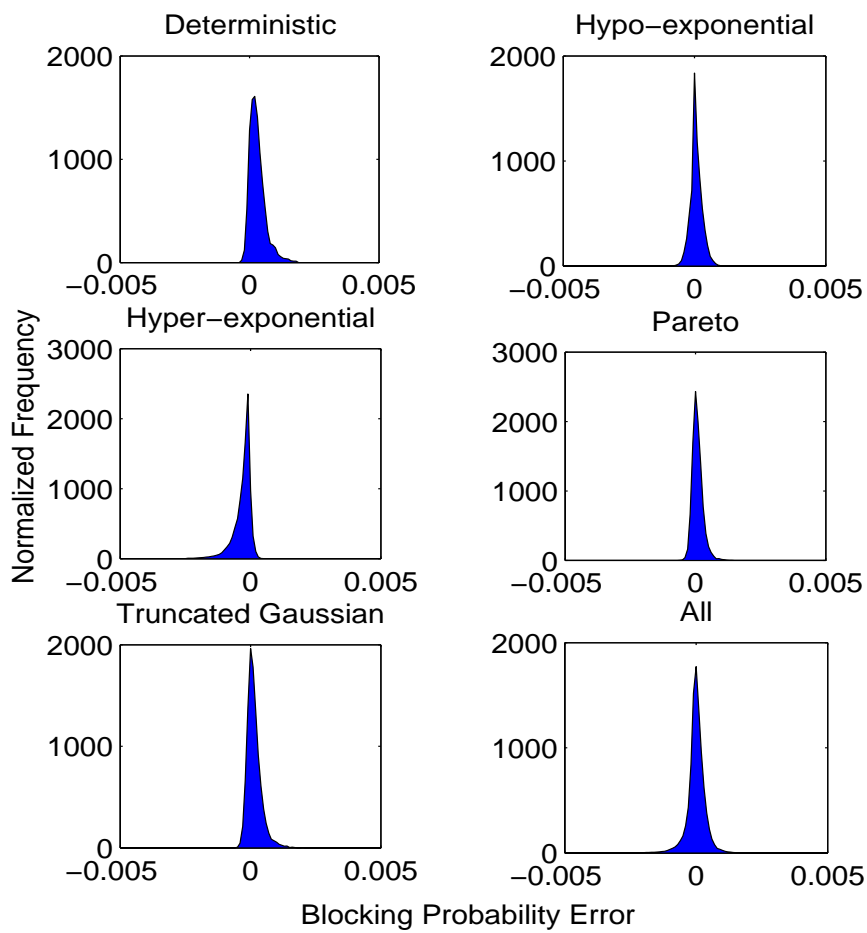 Deterministic
2000
1000
0
−0.005 0 0.005
Hypo−exponential
2000
1000
0
−0.005 0 0.005
Hyper−exponential
3000
2000
1000
0
−0.005 0 0.005
Pareto
3000
2000
1000
0
−0.005 0 0.005
Truncated Gaussian
2000
1000
0
−0.005 0 0.005
All
2000
1000
0
−0.005 0 0.005
Normalized Frequency
Blocking Probability Error